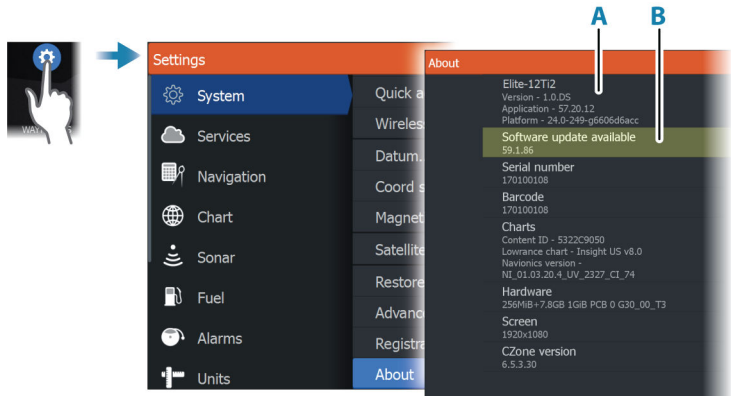 A B
WAY
Settings
System
Services
Navigation
Chart
Sonar
Fuel
Alarms
Units
Quick a
Wireles
Datum.
Coord s
Magnet
Satellite
Restore
Advanc
Registra
About
About
Elite-12Ti2
Version - 1.0.DS
Application - 57.20.12
Platform - 24.0-249-g6606d6acc
Software update available
59.1.86
Serial number
170100108
Barcode
170100108
Charts
Content ID - 5322C9050
Lowrance chart - Insight US v8.0
Navionics version -
NI_01.03.20.4_UV_2327_CI_74
Hardware
256MiB+7.8GB 1GiB PCB 0 G30_00_T3
Screen
1920x1080
CZone version
6.5.3.30